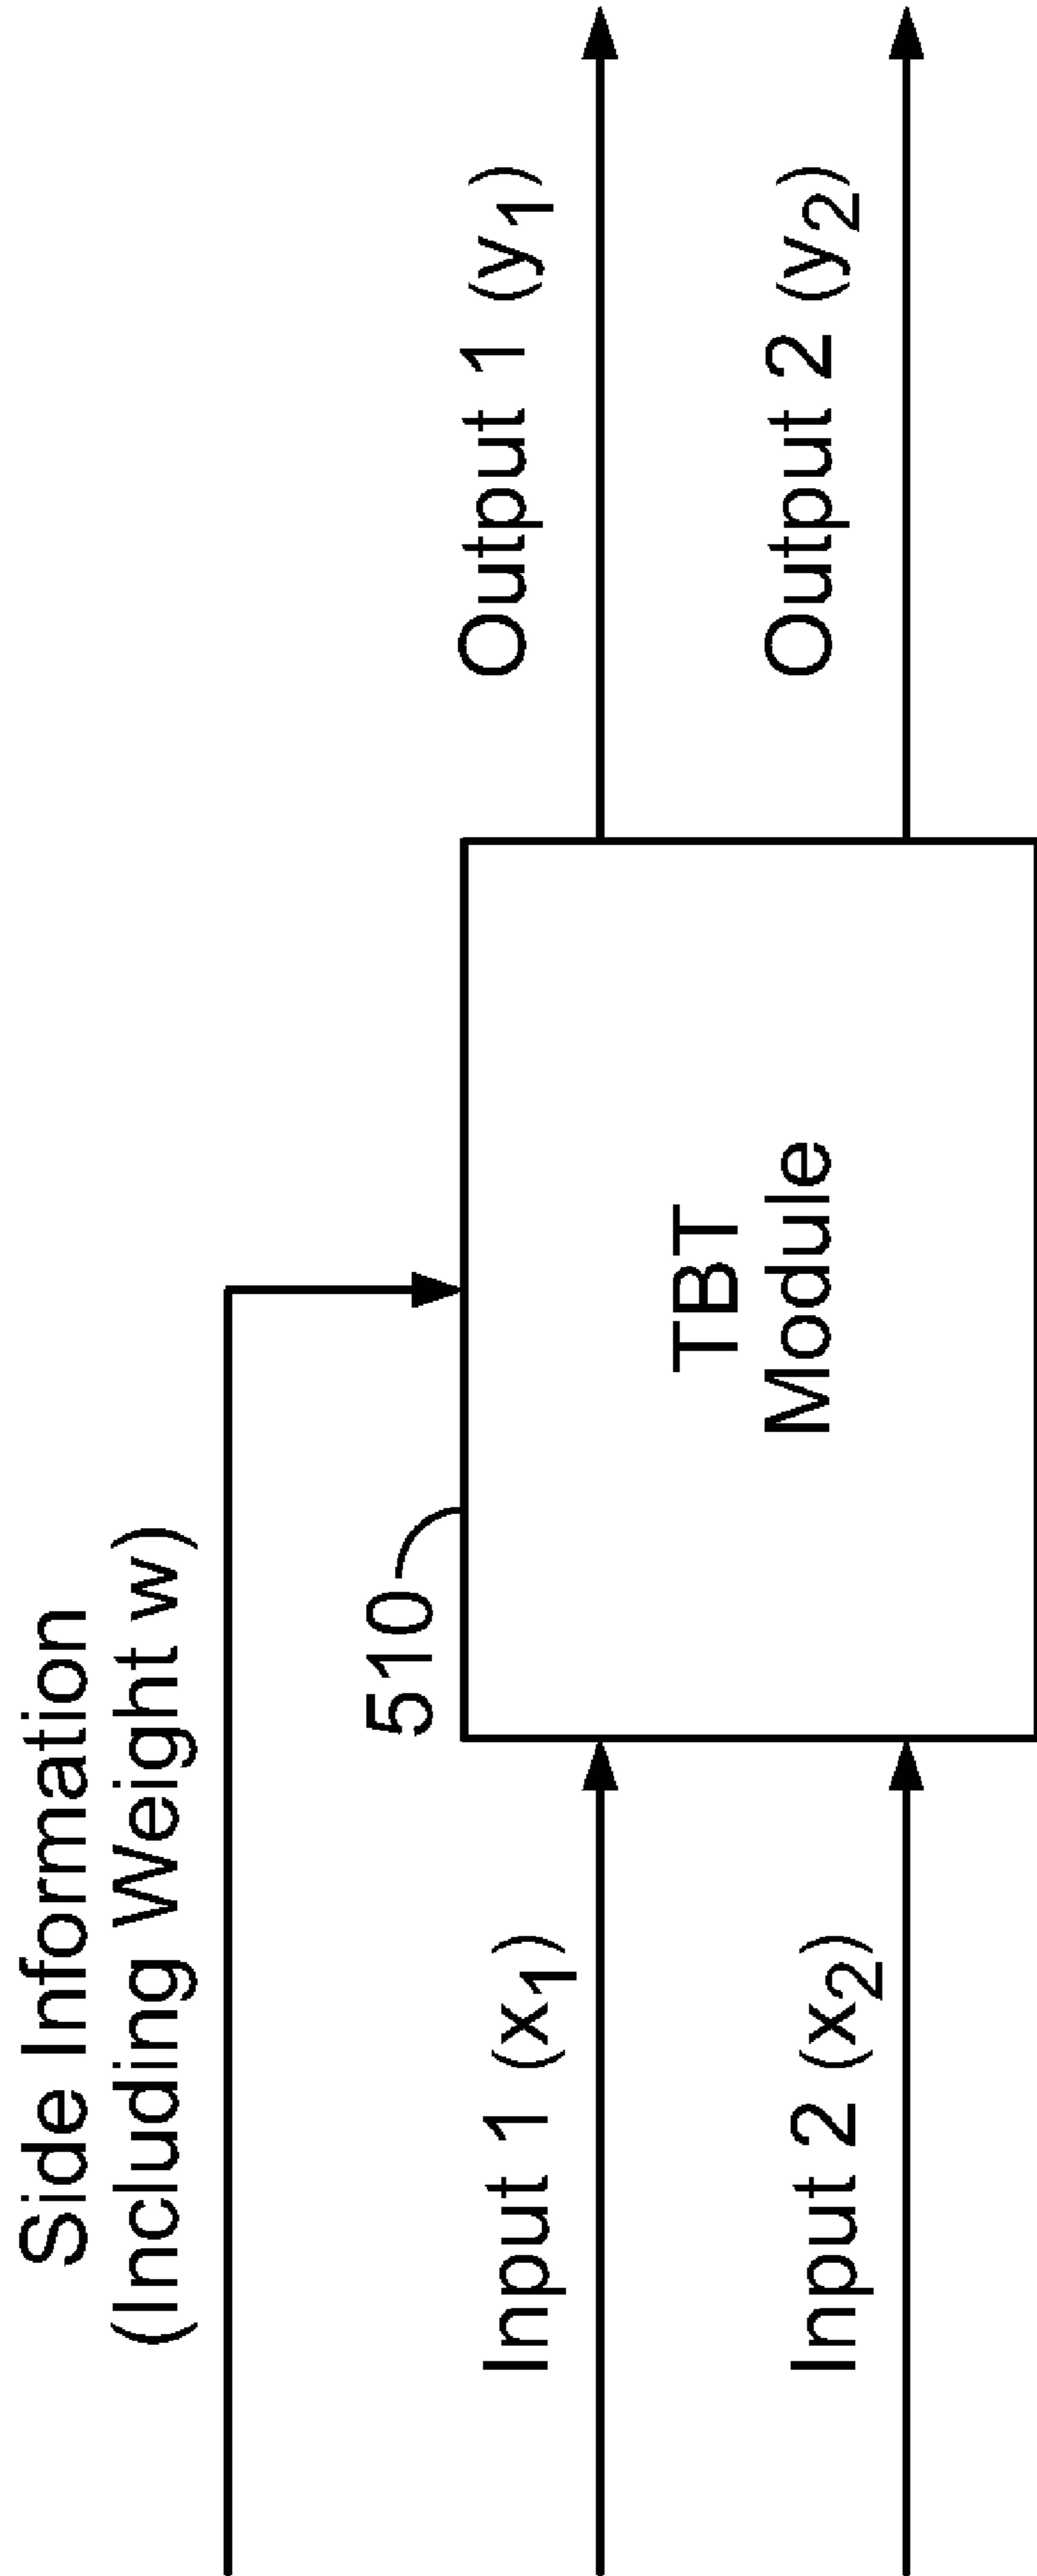 Side Information
(Including Weight w)
510
Input 1 (x₁)
Output 1 (y₁)
TBT
Module
Input 2 (x₂)
Output 2 (y₂)